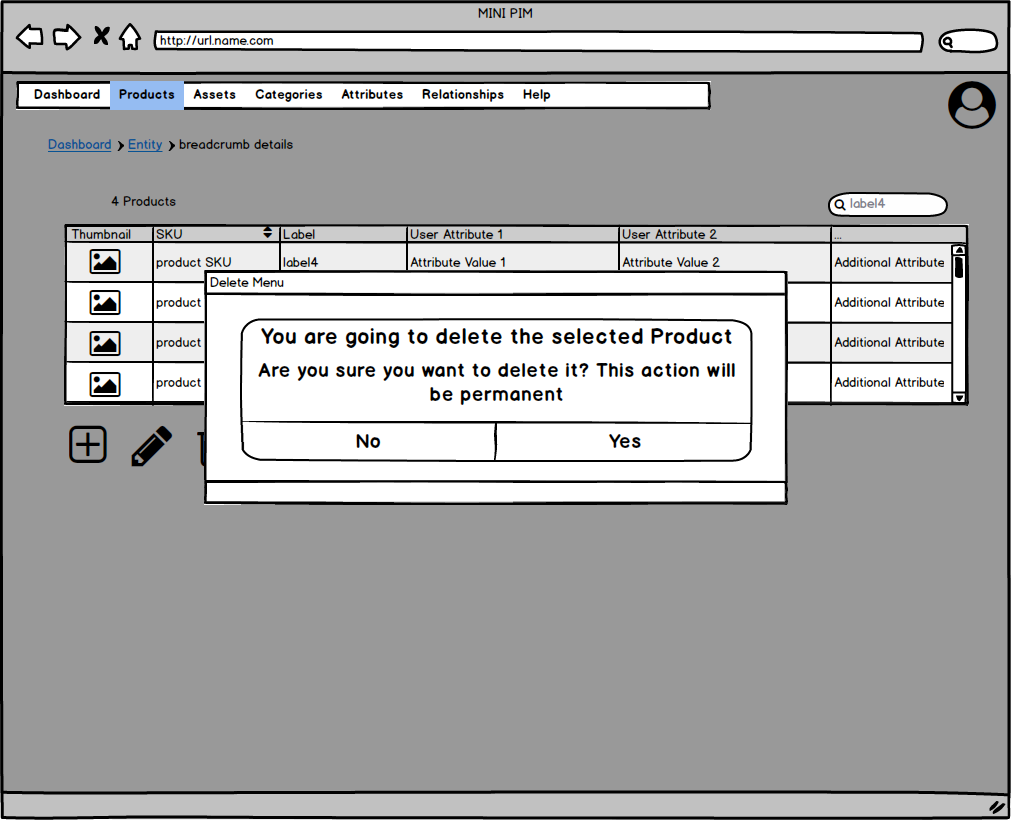 MINI PIM
http://url.name.com
Dashboard Products Assets Categories Attributes Relationships Help
Dashboard Entity breadcrumb details
4 Products
label4
Thumbnail SKU Label User Attribute 1 User Attribute 2 ...
product SKU label4 Attribute Value 1 Attribute Value 2 Additional Attribute
Delete Menu
product Additional Attribute
You are going to delete the selected Product
product Additional Attribute
Are you sure you want to delete it? This action will
product Additional Attribute
be permanent
No Yes